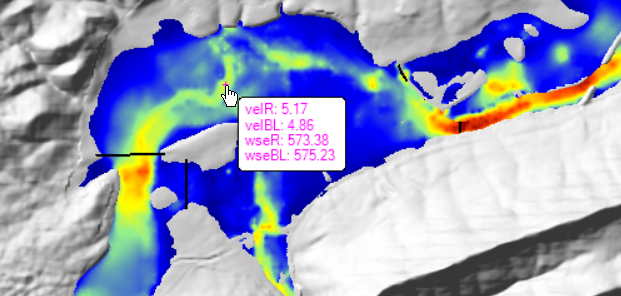 velR: 5.17
velBL: 4.86
wseR: 573.38
wseBL: 575.23